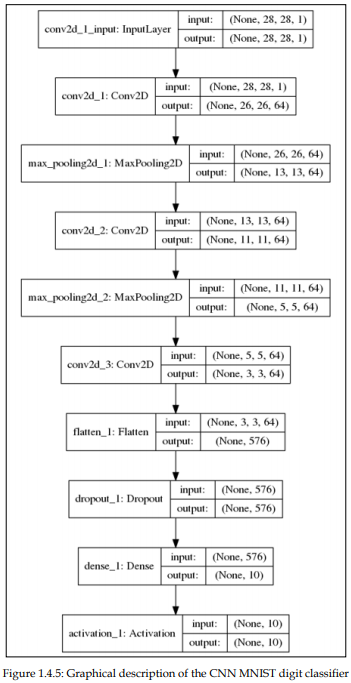 conv2d_1_input: InputLayer input: (None, 28, 28, 1)
output: (None, 28, 28, 1)
conv2d_1: Conv2D input: (None, 28, 28, 1)
output: (None, 26, 26, 64)
max_pooling2d_1: MaxPooling2D input: (None, 26, 26, 64)
output: (None, 13, 13, 64)
conv2d_2: Conv2D input: (None, 13, 13, 64)
output: (None, 11, 11, 64)
max_pooling2d_2: MaxPooling2D input: (None, 11, 11, 64)
output: (None, 5, 5, 64)
conv2d_3: Conv2D input: (None, 5, 5, 64)
output: (None, 3, 3, 64)
flatten_1: Flatten input: (None, 3, 3, 64)
output: (None, 576)
dropout_1: Dropout input: (None, 576)
output: (None, 576)
dense_1: Dense input: (None, 576)
output: (None, 10)
activation_1: Activation input: (None, 10)
output: (None, 10)
Figure 1.4.5: Graphical description of the CNN MNIST digit classifier